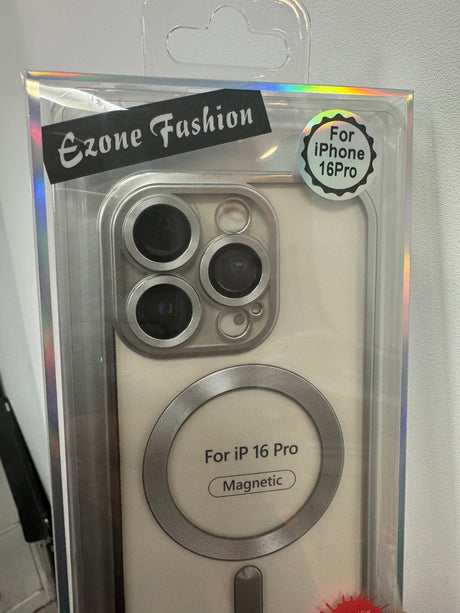 Ezone Fashion
For
iPhone
16Pro
For iP 16 Pro
Magnetic